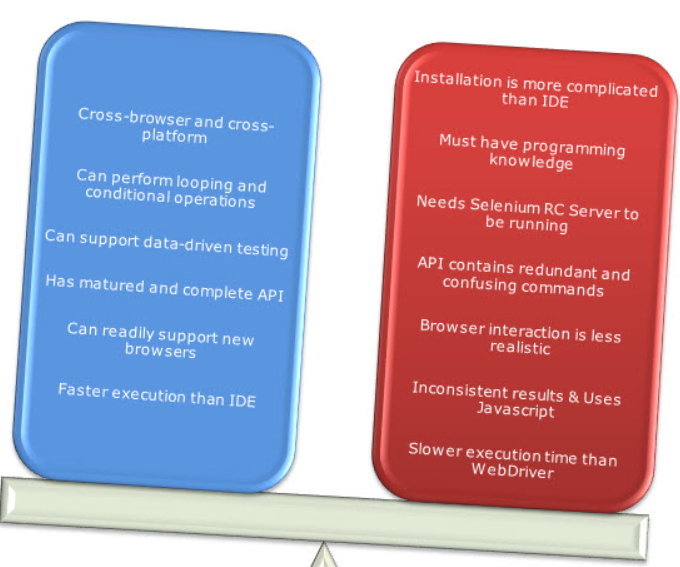 Cross-browser and cross-
platform
Can perform looping and
conditional operations
Can support data-driven testing
Has matured and complete API
Can readily support new
browsers
Faster execution than IDE
Installation is more complicated
than IDE
Must have programming
knowledge
Needs Selenium RC Server to
be running
API contains redundant and
confusing commands
Browser interaction is less
realistic
Inconsistent results & Uses
Javascript
Slower execution time than
WebDriver